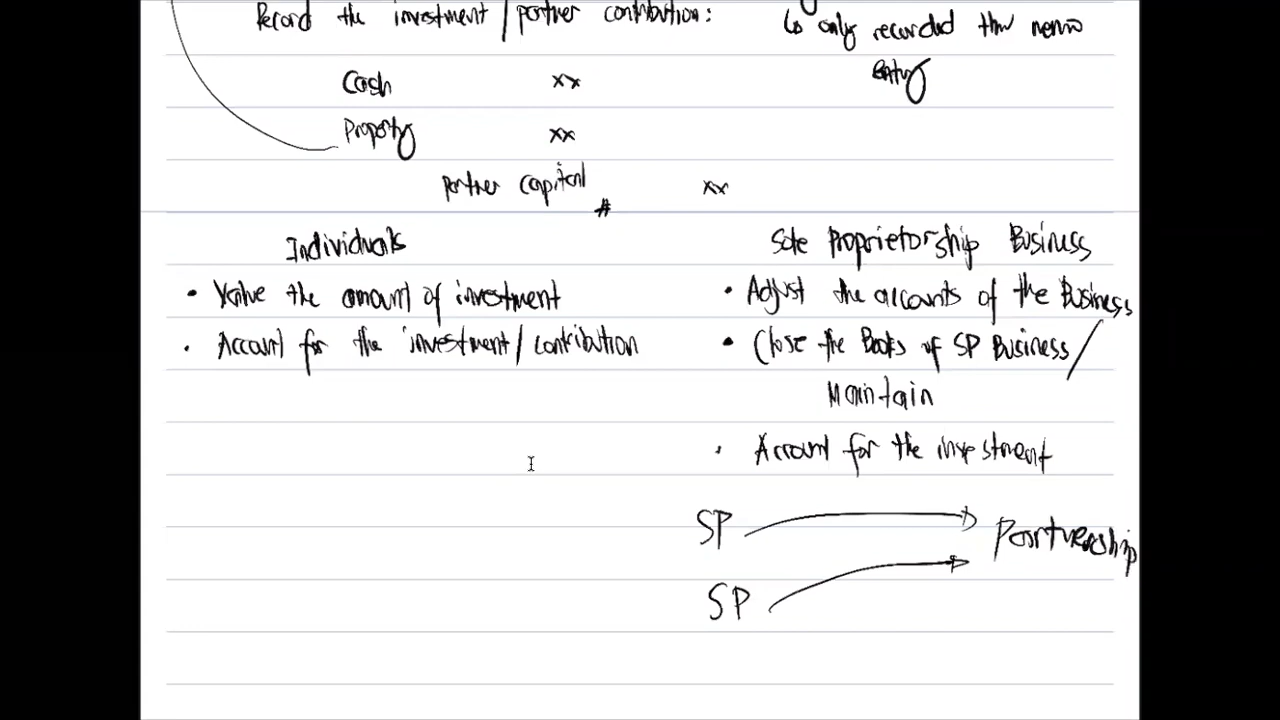 Record the investment / partner contribution:
↳ only recorded thru memo
entry
Cash xx
Property xx
partner capital xx
#
Individuals
• Value the amount of investment
• Account for the investment / contribution
Sole Proprietorship Business
• Adjust the accounts of the Business
• Close the Books of SP Business /
Maintain
• Account for the investment
SP → Partnership
SP →